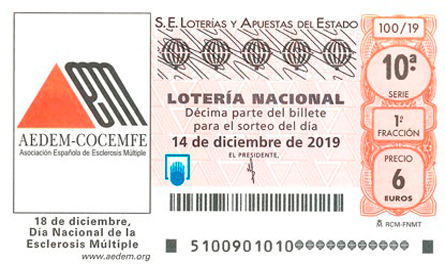 S.E. LOTERÍAS Y APUESTAS DEL ESTADO
100/19
10ª
SERIE
LOTERÍA NACIONAL
Décima parte del billete
para el sorteo del día
14 de diciembre de 2019
EL PRESIDENTE,
1ª
FRACCIÓN
PRECIO
6
EUROS
RCM-FNMT
em
AEDEM-COCEMFE
Asociación Española de Esclerosis Múltiple
18 de diciembre,
Día Nacional de la
Esclerosis Múltiple
www.aedem.org
5100901010